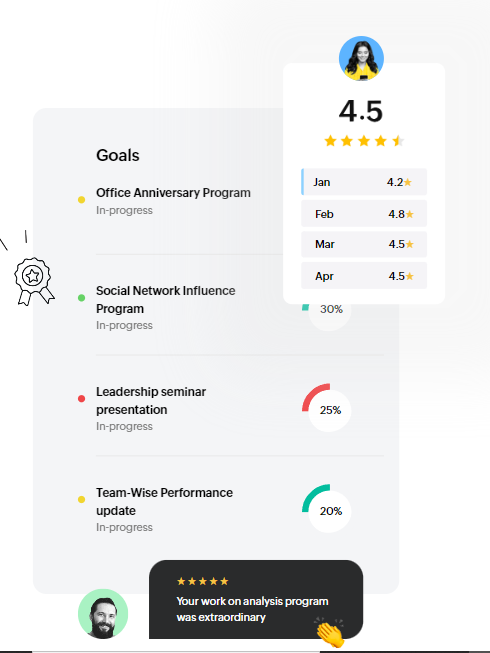 4.5
Jan 4.2★
Feb 4.8★
Mar 4.5★
Apr 4.5★
Goals
Office Anniversary Program
In-progress
Social Network Influence
Program
In-progress
30%
Leadership seminar
presentation
In-progress
25%
Team-Wise Performance
update
In-progress
20%
Your work on analysis program
was extraordinary